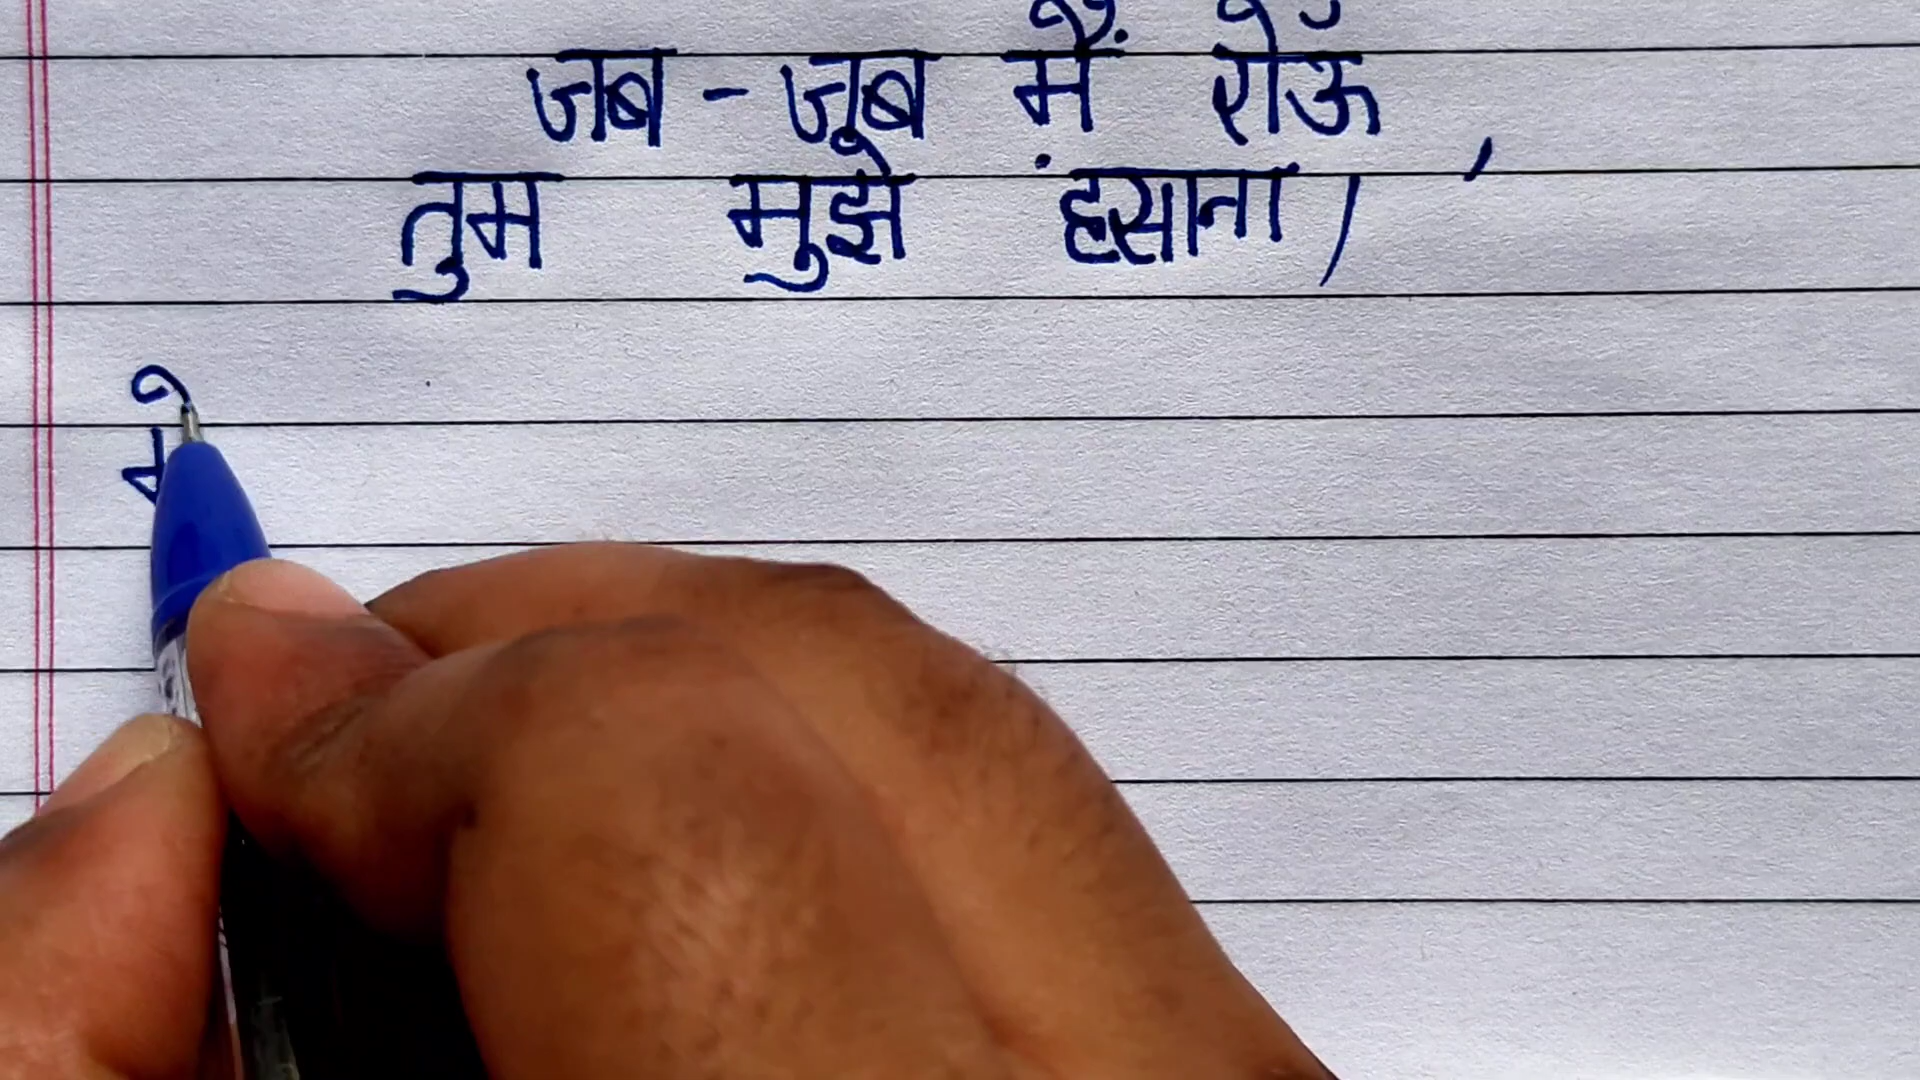 जब - जब मैं रोऊँ ,
तुम मुझे हंसाना।